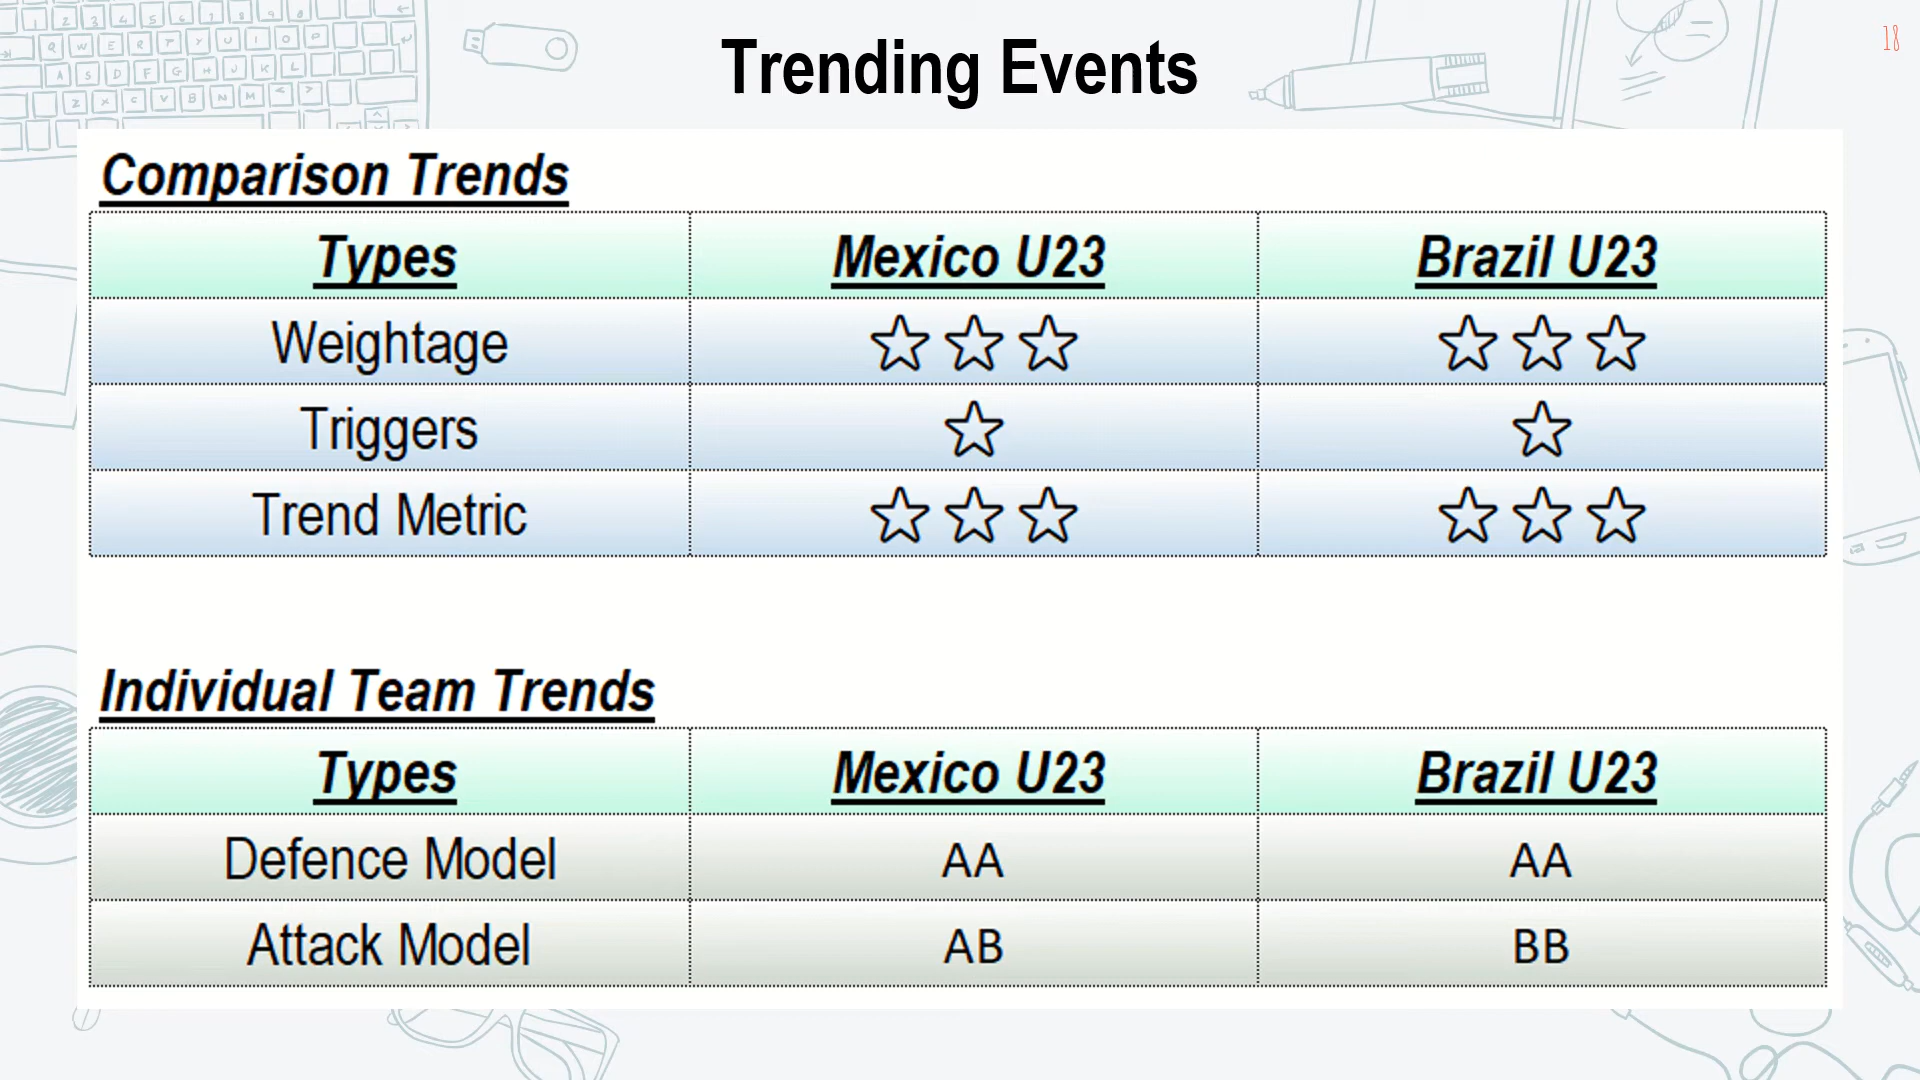 18
Trending Events
Comparison Trends
Types Mexico U23 Brazil U23
Weightage ☆☆☆ ☆☆☆
Triggers ☆ ☆
Trend Metric ☆☆☆ ☆☆☆
Individual Team Trends
Types Mexico U23 Brazil U23
Defence Model AA AA
Attack Model AB BB